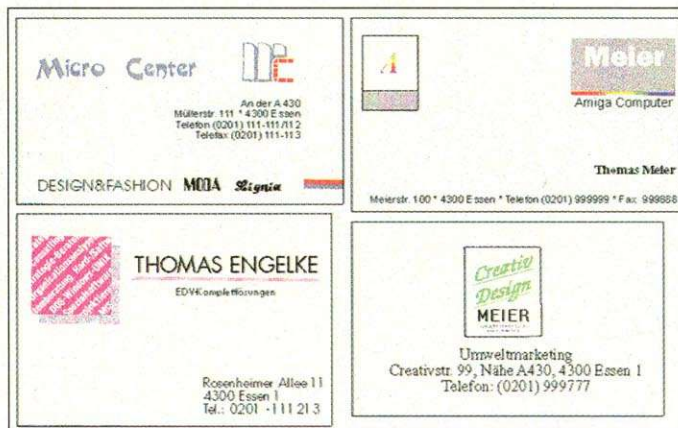 Micro Center
An der A 430
Müllerstr. 111 * 4300 Essen
Telefon (0201) 111-111/112
Telefax (0201) 111-113
DESIGN&FASHION MODA Lignia
A
Meier
Amiga Computer
Thomas Meier
Meierstr. 100 * 4300 Essen * Telefon (0201) 999999 * Fax 999888
THOMAS ENGELKE
EDV-Komplettlösungen
Rosenheimer Allee 11
4300 Essen 1
Tel.: 0201 - 111 21 3
Creativ
Design
MEIER
Umweltmarketing
Creativstr. 99, Nähe A430, 4300 Essen 1
Telefon: (0201) 999777